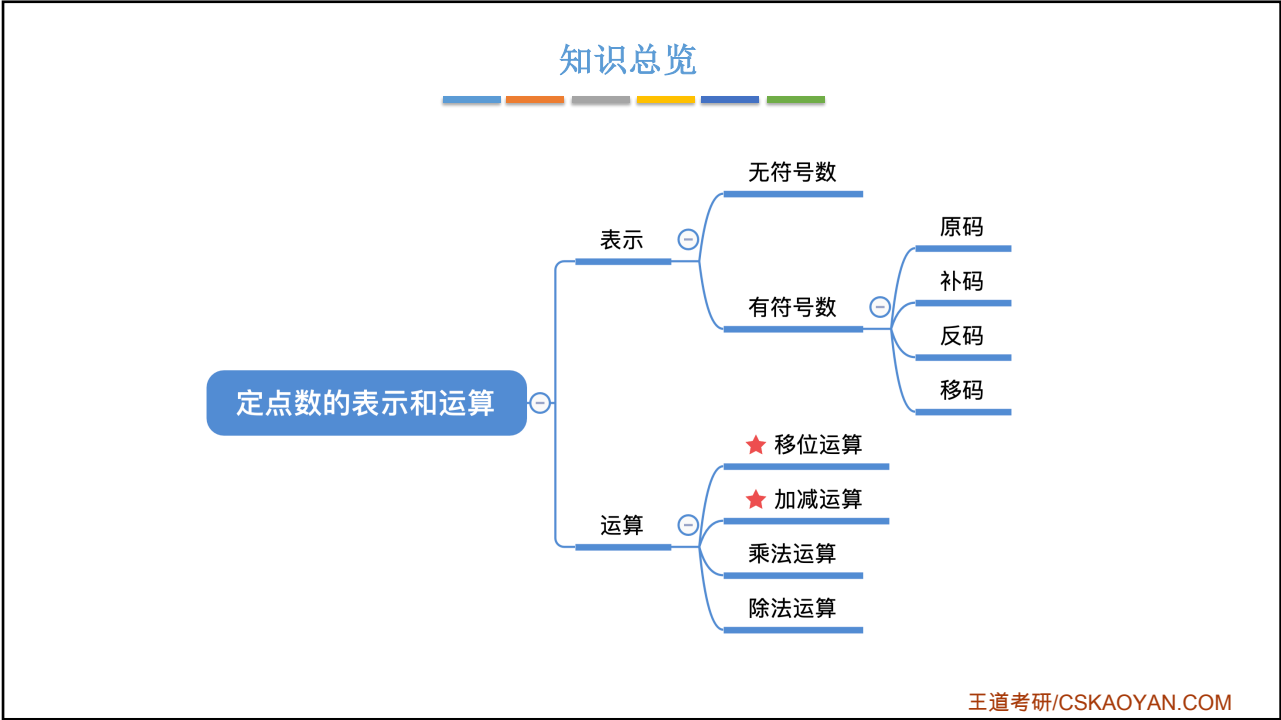 知识总览
无符号数
原码
表示
补码
有符号数
反码
移码
定点数的表示和运算
移位运算
加减运算
运算
乘法运算
除法运算
王道考研/CSKAOYAN.COM